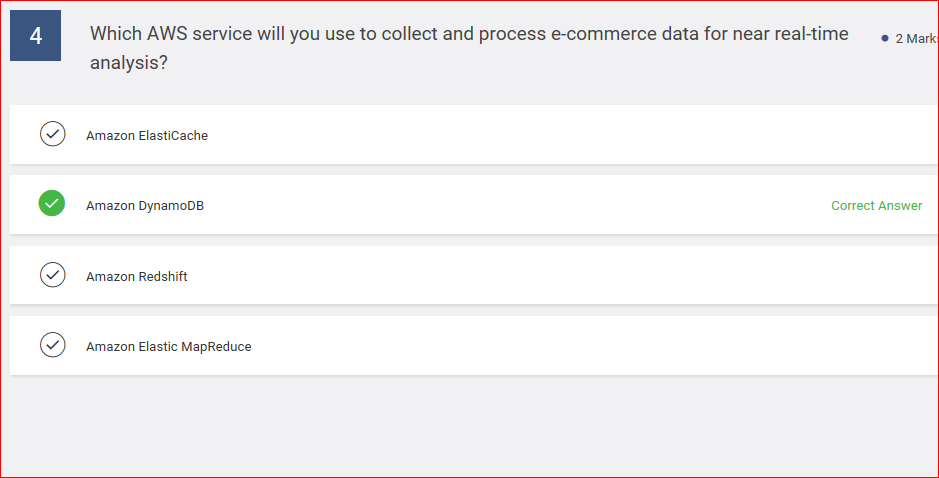 4
Which AWS service will you use to collect and process e-commerce data for near real-time
analysis?
2 Marks
Amazon ElastiCache
Amazon DynamoDB
Correct Answer
Amazon Redshift
Amazon Elastic MapReduce